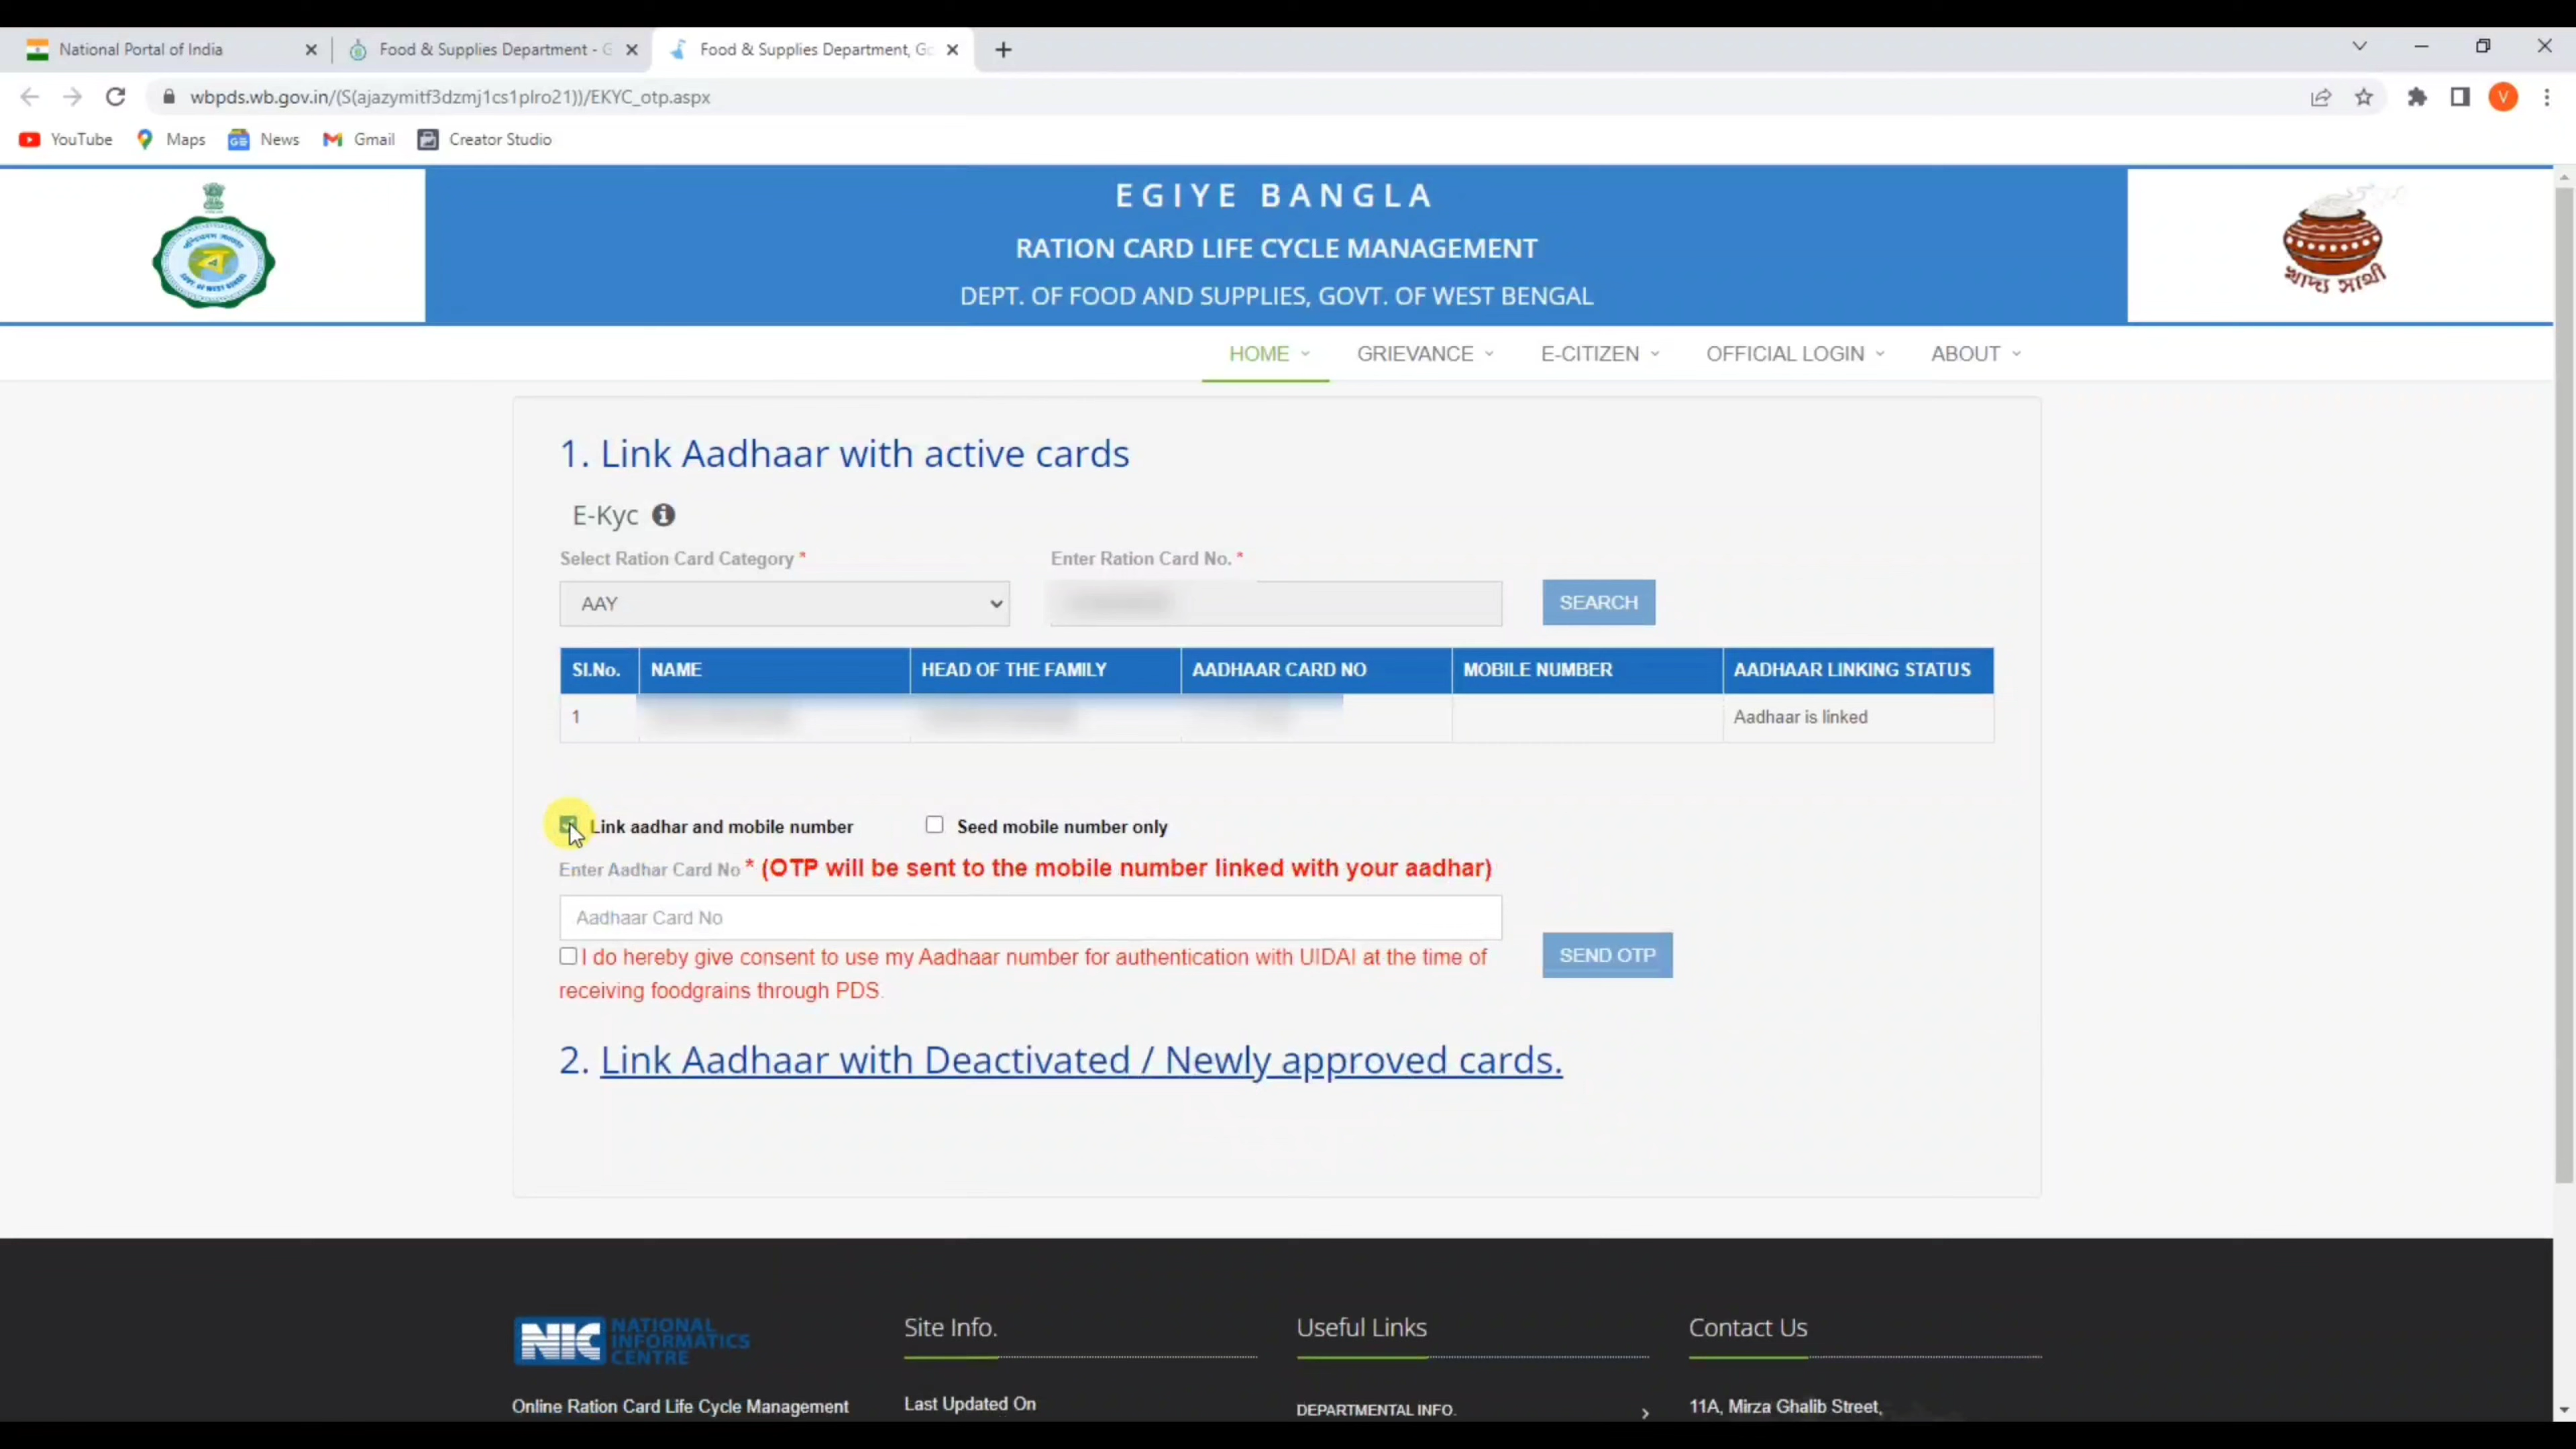 National Portal of India
Food & Supplies Department - G
Food & Supplies Department, Go
wbpds.wb.gov.in/(S(ajazymitf3dzmj1cs1plro21))/EKYC_otp.aspx
V
YouTube
Maps
News
Gmail
Creator Studio
EGIYE BANGLA
RATION CARD LIFE CYCLE MANAGEMENT
DEPT. OF FOOD AND SUPPLIES, GOVT. OF WEST BENGAL
খাদ্য সাথী
HOME GRIEVANCE E-CITIZEN OFFICIAL LOGIN ABOUT
1. Link Aadhaar with active cards
E-Kyc
Select Ration Card Category * Enter Ration Card No. *
AAY SEARCH
Sl.No. NAME HEAD OF THE FAMILY AADHAAR CARD NO MOBILE NUMBER AADHAAR LINKING STATUS
1 Aadhaar is linked
Link aadhar and mobile number Seed mobile number only
Enter Aadhar Card No * (OTP will be sent to the mobile number linked with your aadhar)
Aadhaar Card No
I do hereby give consent to use my Aadhaar number for authentication with UIDAI at the time of
receiving foodgrains through PDS.
SEND OTP
2. Link Aadhaar with Deactivated / Newly approved cards.
NIC NATIONAL
INFORMATICS
CENTRE
Online Ration Card Life Cycle Management
Site Info.
Last Updated On
Useful Links
DEPARTMENTAL INFO.
Contact Us
11A, Mirza Ghalib Street,